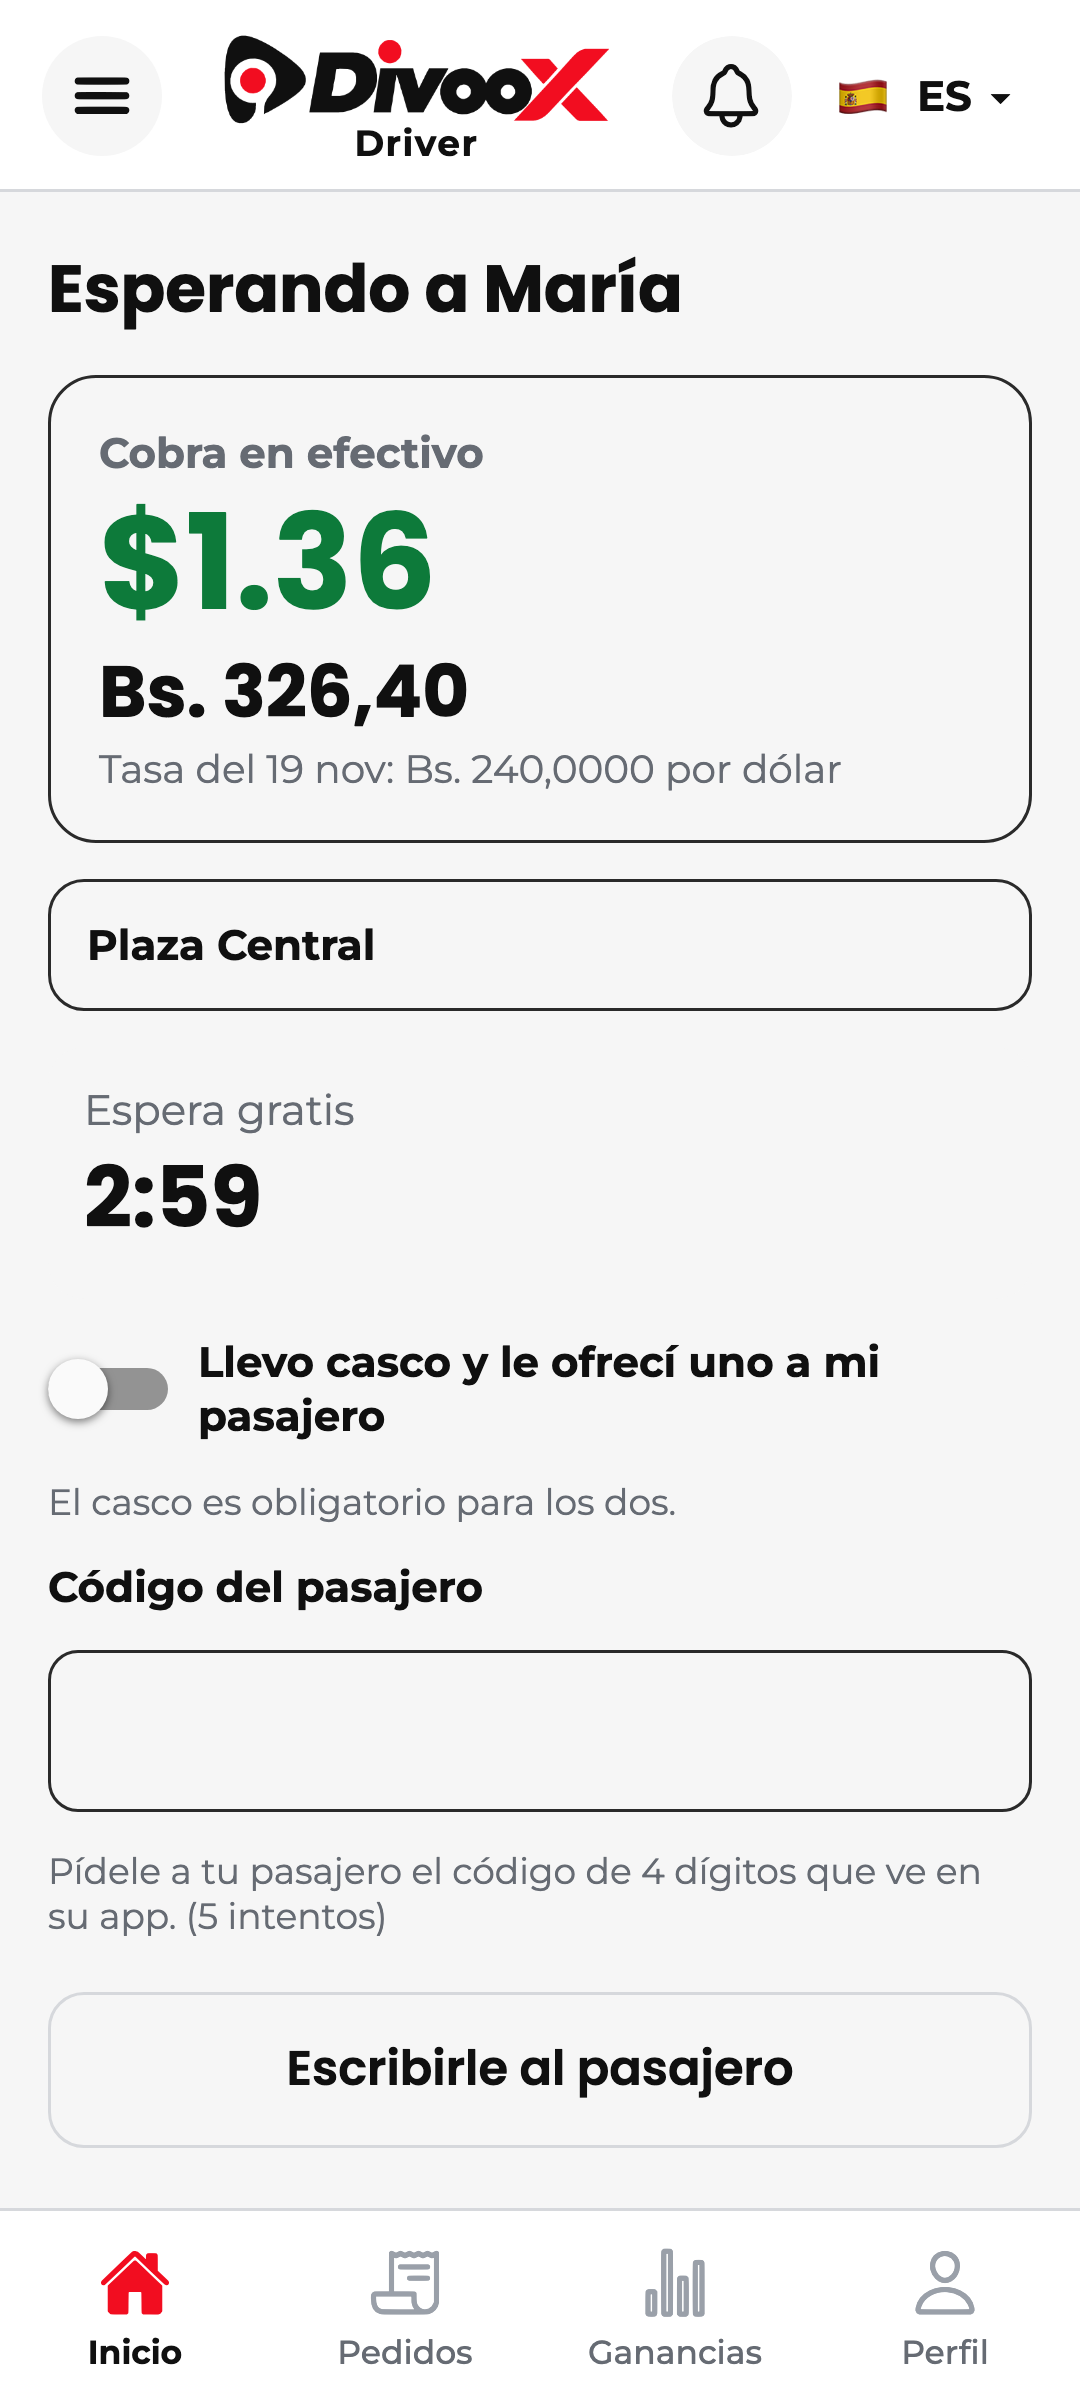 DivooX
Driver
ES
Esperando a María
Cobra en efectivo
$1.36
Bs. 326,40
Tasa del 19 nov: Bs. 240,0000 por dólar
Plaza Central
Espera gratis
2:59
Llevo casco y le ofrecí uno a mi
pasajero
El casco es obligatorio para los dos.
Código del pasajero
Pídele a tu pasajero el código de 4 dígitos que ve en
su app. (5 intentos)
Escribirle al pasajero
Inicio
Pedidos
Ganancias
Perfil